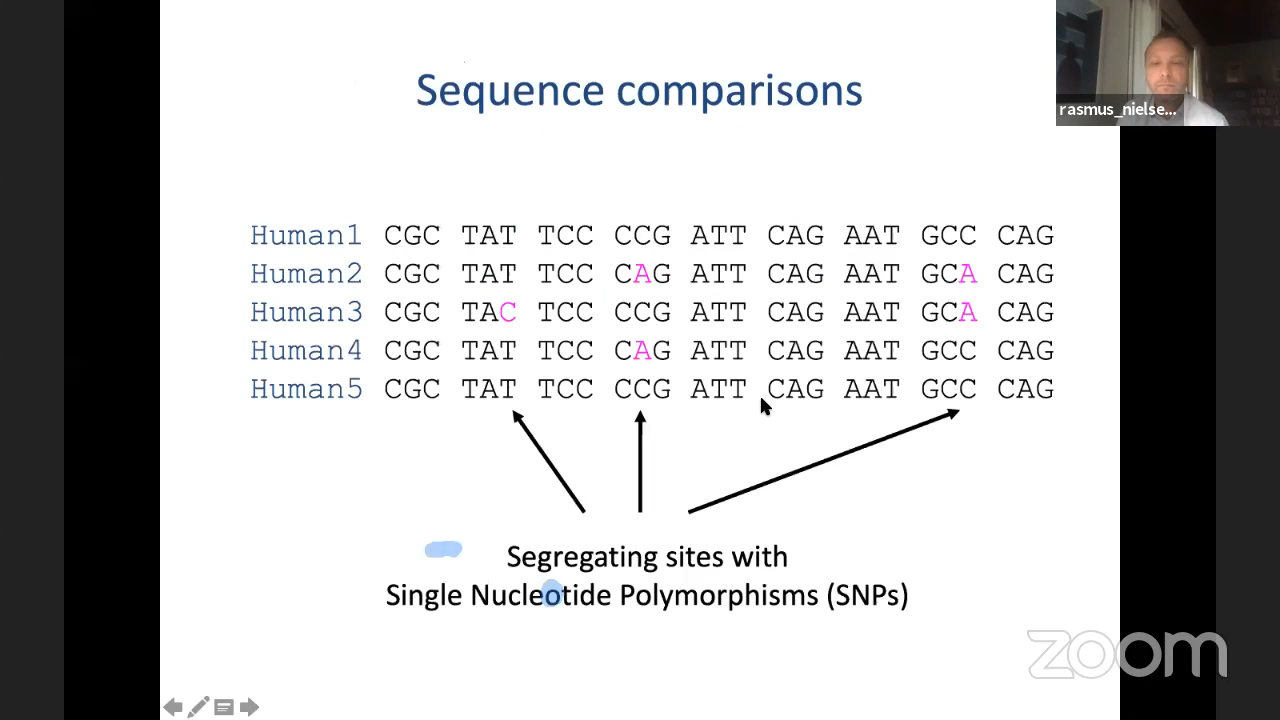 Sequence comparisons
rasmus_nielse...
Human1 CGC TAT TCC CCG ATT CAG AAT GCC CAG
Human2 CGC TAT TCC CAG ATT CAG AAT GCA CAG
Human3 CGC TAC TCC CCG ATT CAG AAT GCA CAG
Human4 CGC TAT TCC CAG ATT CAG AAT GCC CAG
Human5 CGC TAT TCC CCG ATT CAG AAT GCC CAG
Segregating sites with
Single Nucleotide Polymorphisms (SNPs)
zoom